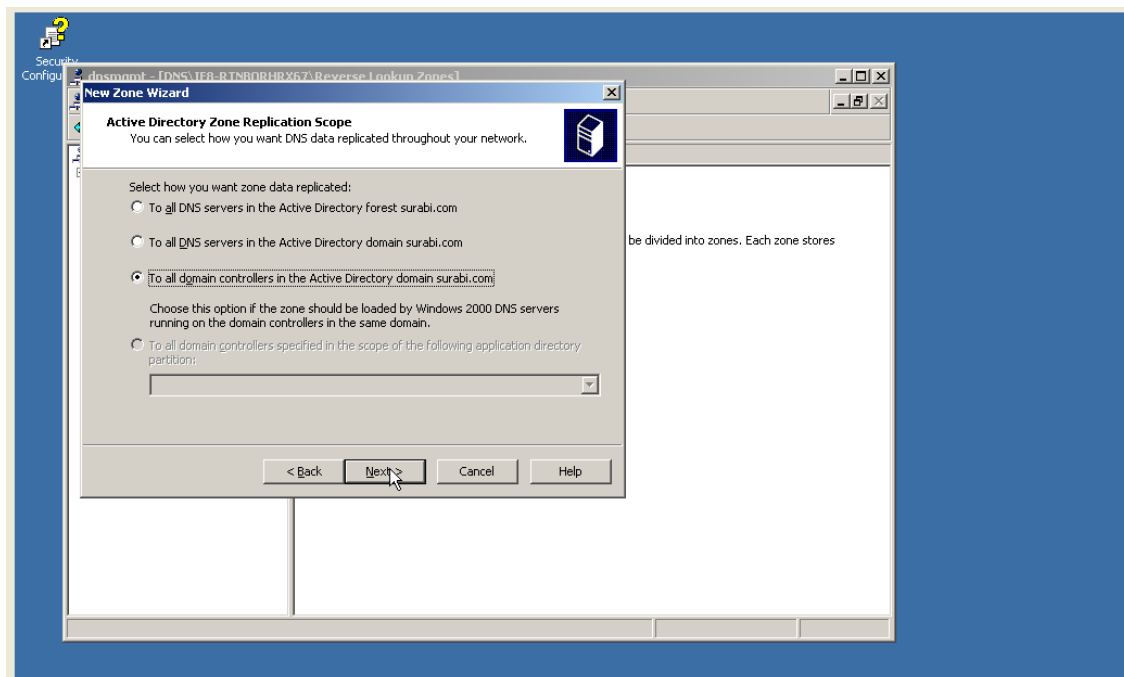 Security
Configu
dnsmgmt - [DNS\IFB-RTNBQRHRX67\Reverse Lookup Zones]
New Zone Wizard
Active Directory Zone Replication Scope
You can select how you want DNS data replicated throughout your network.
Select how you want zone data replicated:
To all DNS servers in the Active Directory forest surabi.com
To all DNS servers in the Active Directory domain surabi.com
be divided into zones. Each zone stores
To all domain controllers in the Active Directory domain surabi.com
Choose this option if the zone should be loaded by Windows 2000 DNS servers
running on the domain controllers in the same domain.
To all domain controllers specified in the scope of the following application directory
partition:
< Back Next > Cancel Help